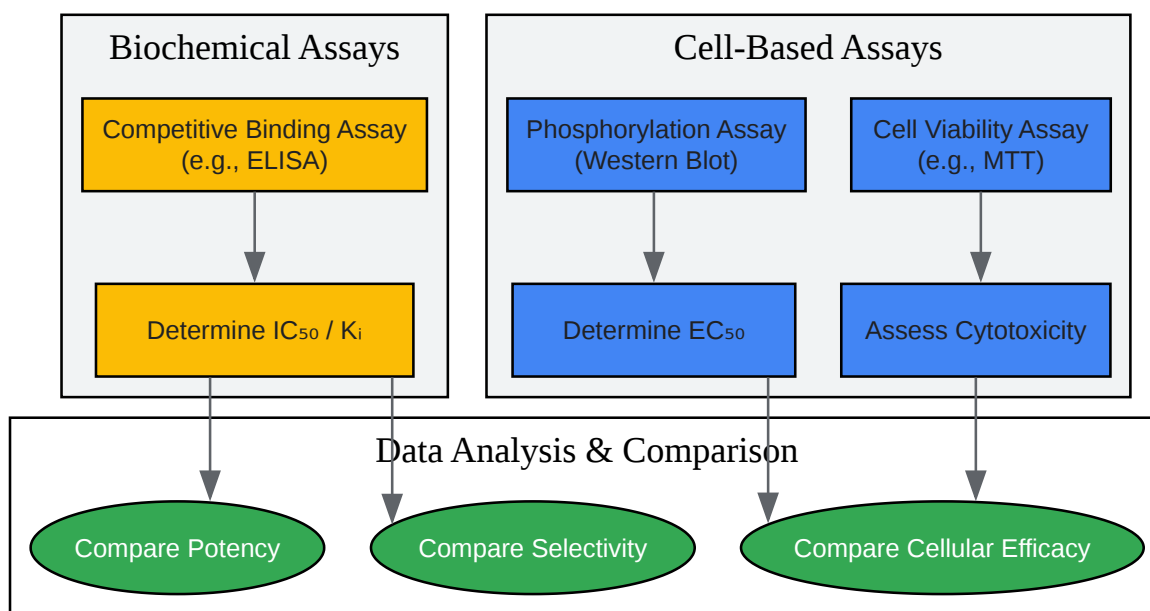 Biochemical Assays
Competitive Binding Assay
(e.g., ELISA)
Determine IC₅₀ / Kᵢ
Cell-Based Assays
Phosphorylation Assay
(Western Blot)
Cell Viability Assay
(e.g., MTT)
Determine EC₅₀
Assess Cytotoxicity
Data Analysis & Comparison
Compare Potency
Compare Selectivity
Compare Cellular Efficacy